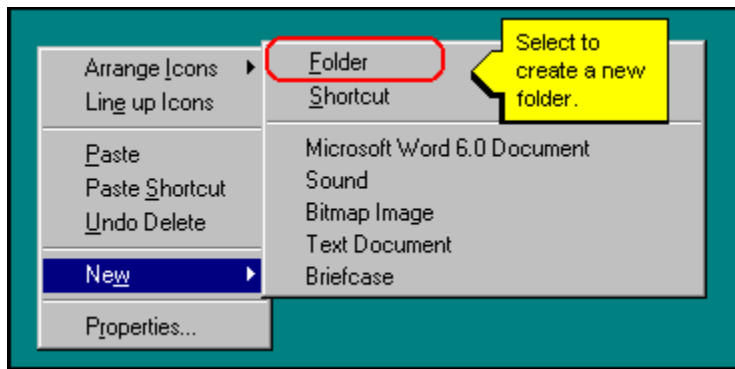 Arrange Icons
Line up Icons
Paste
Paste Shortcut
Undo Delete
New
Properties...
Folder
Shortcut
Microsoft Word 6.0 Document
Sound
Bitmap Image
Text Document
Briefcase
Select to
create a new
folder.